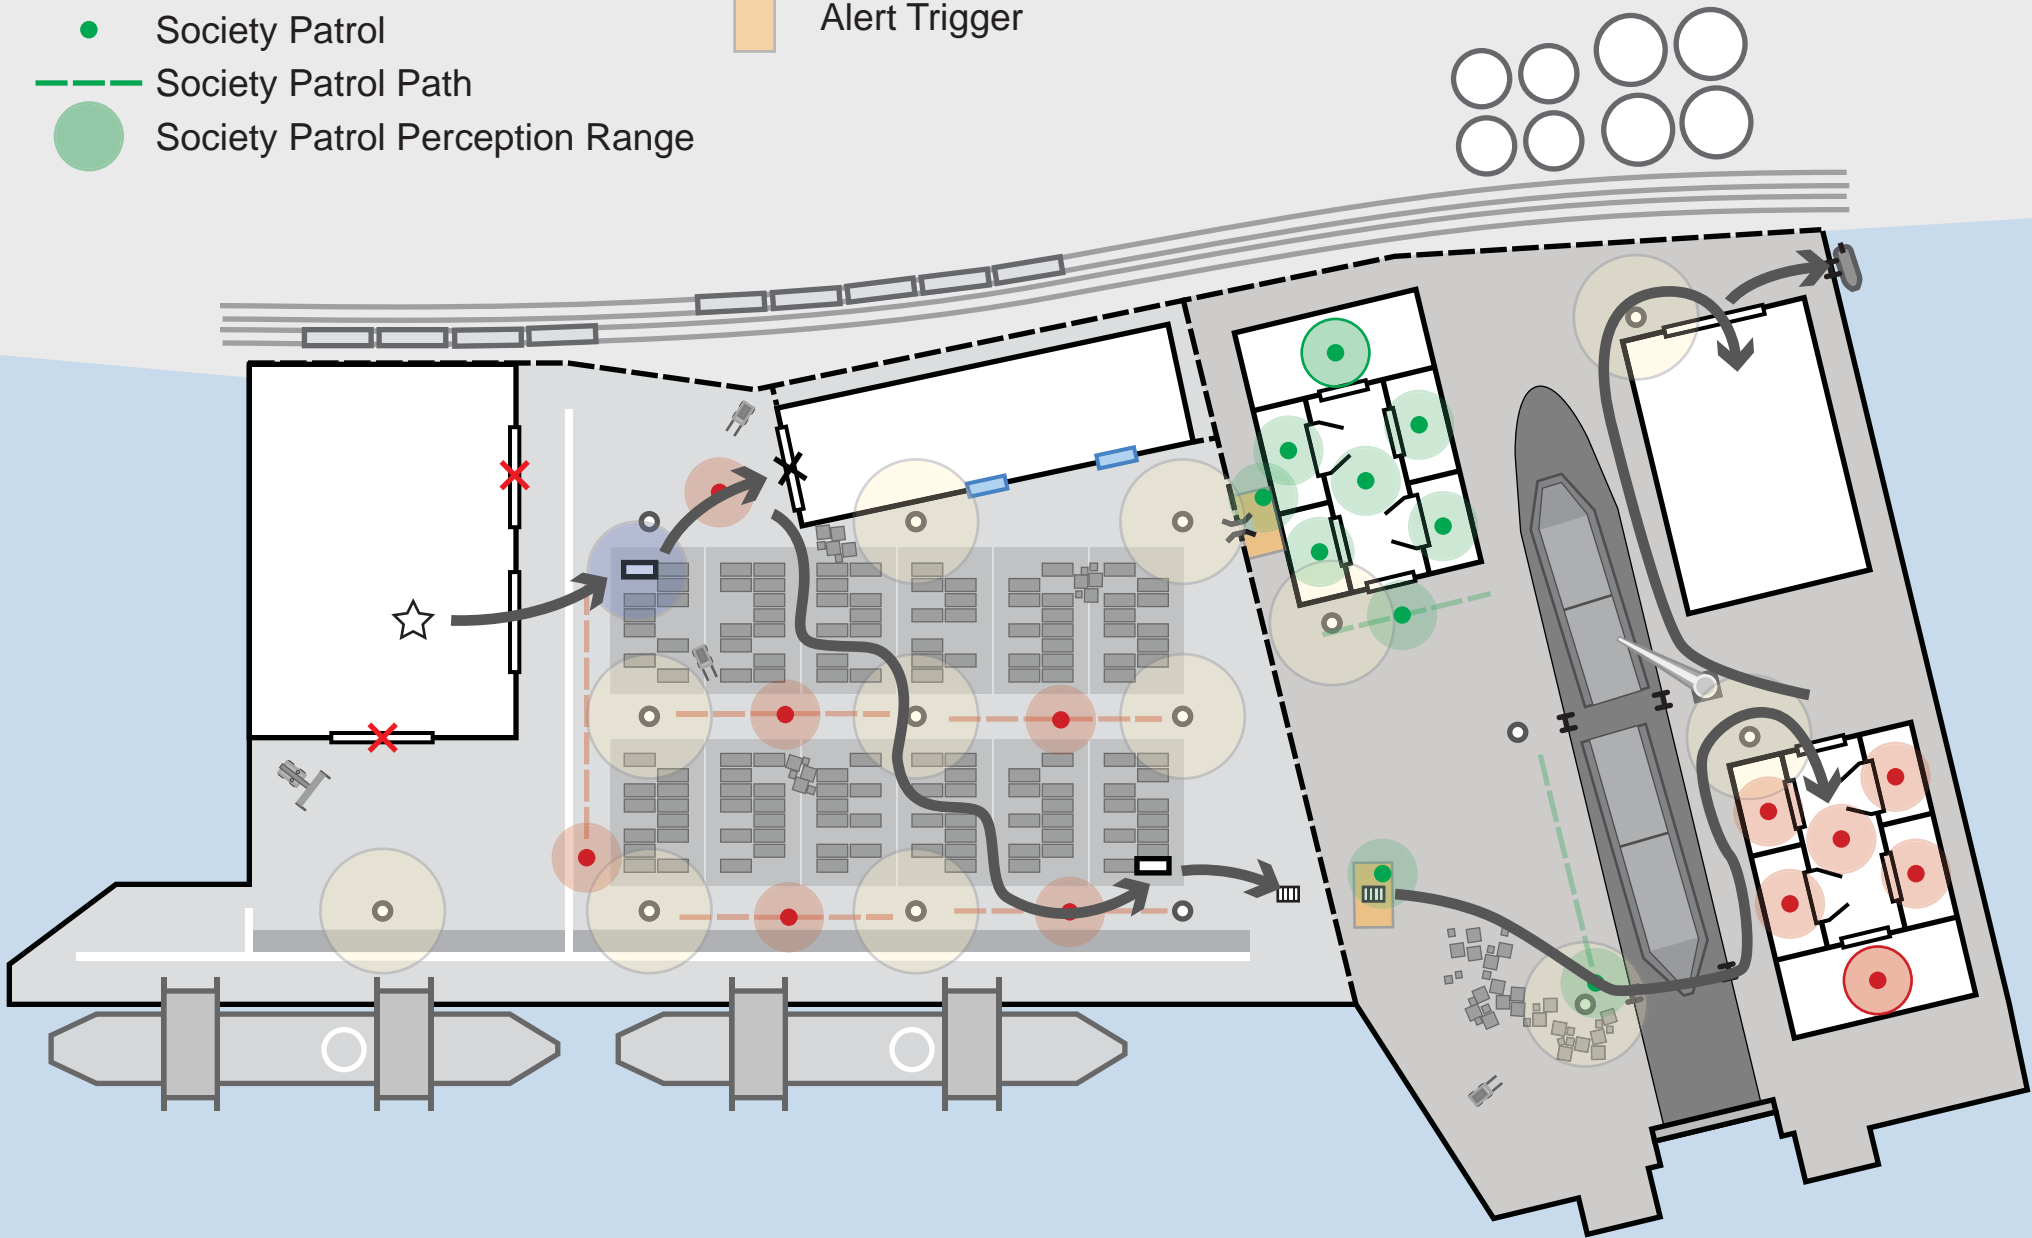 Society Patrol
Alert Trigger
Society Patrol Path
Society Patrol Perception Range